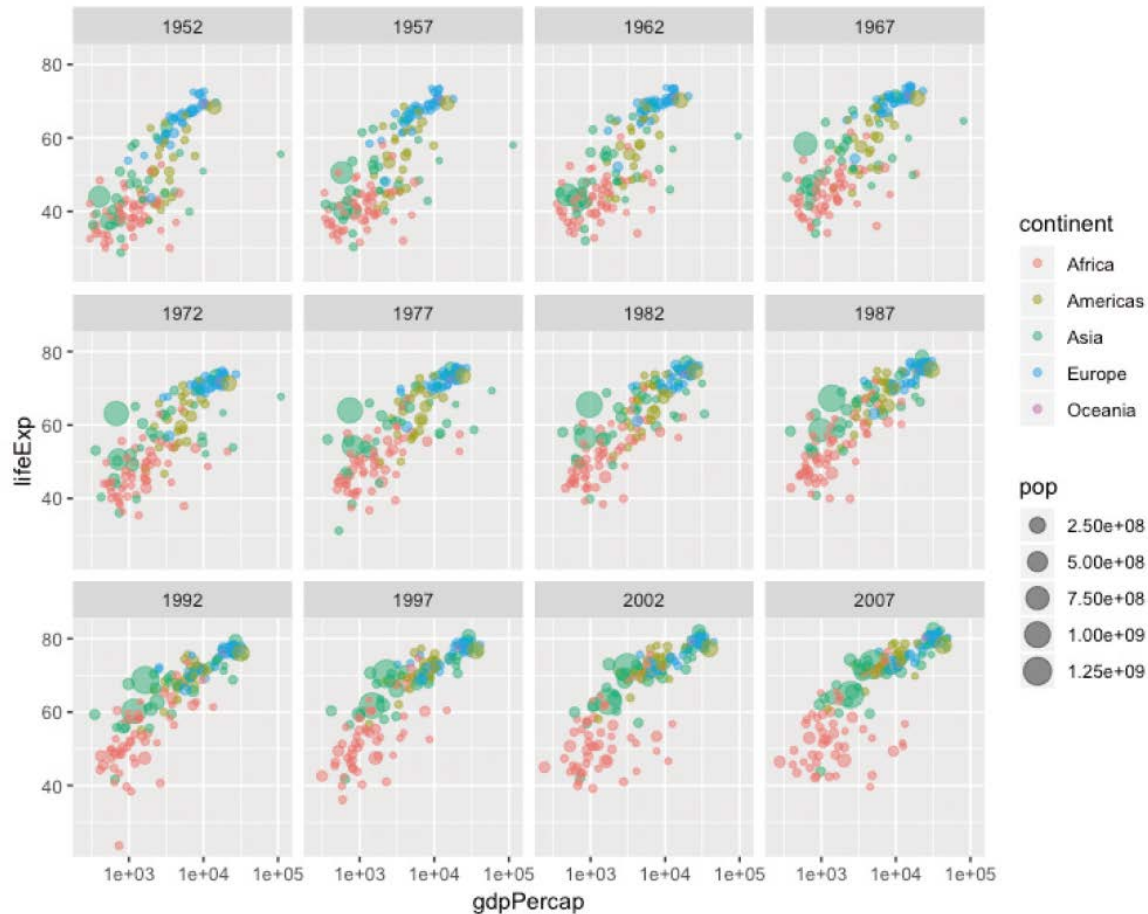 1952 1957 1962 1967
80
60
40
1972 1977 1982 1987
80
60
40
1992 1997 2002 2007
80
60
40
1e+03 1e+04 1e+05 1e+03 1e+04 1e+05 1e+03 1e+04 1e+05 1e+03 1e+04 1e+05
gdpPercap
lifeExp
continent
Africa
Americas
Asia
Europe
Oceania
pop
2.50e+08
5.00e+08
7.50e+08
1.00e+09
1.25e+09